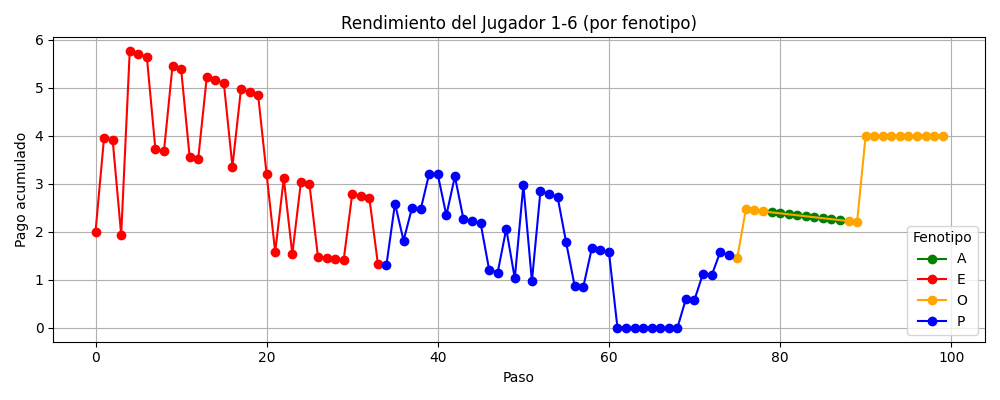 Rendimiento del Jugador 1-6 (por fenotipo)
Pago acumulado
6
5
4
3
2
1
0
0 20 40 60 80 100
Paso
Fenotipo
A
E
O
P